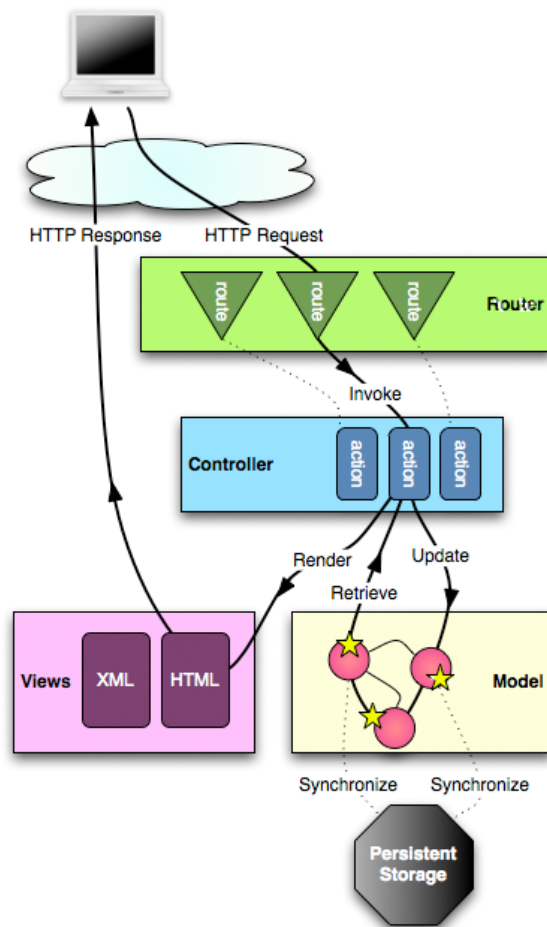 HTTP Response
HTTP Request
route
route
route
Router
Invoke
Controller
action
action
action
Render
Update
Retrieve
Views
XML
HTML
Model
Synchronize
Synchronize
Persistent
Storage